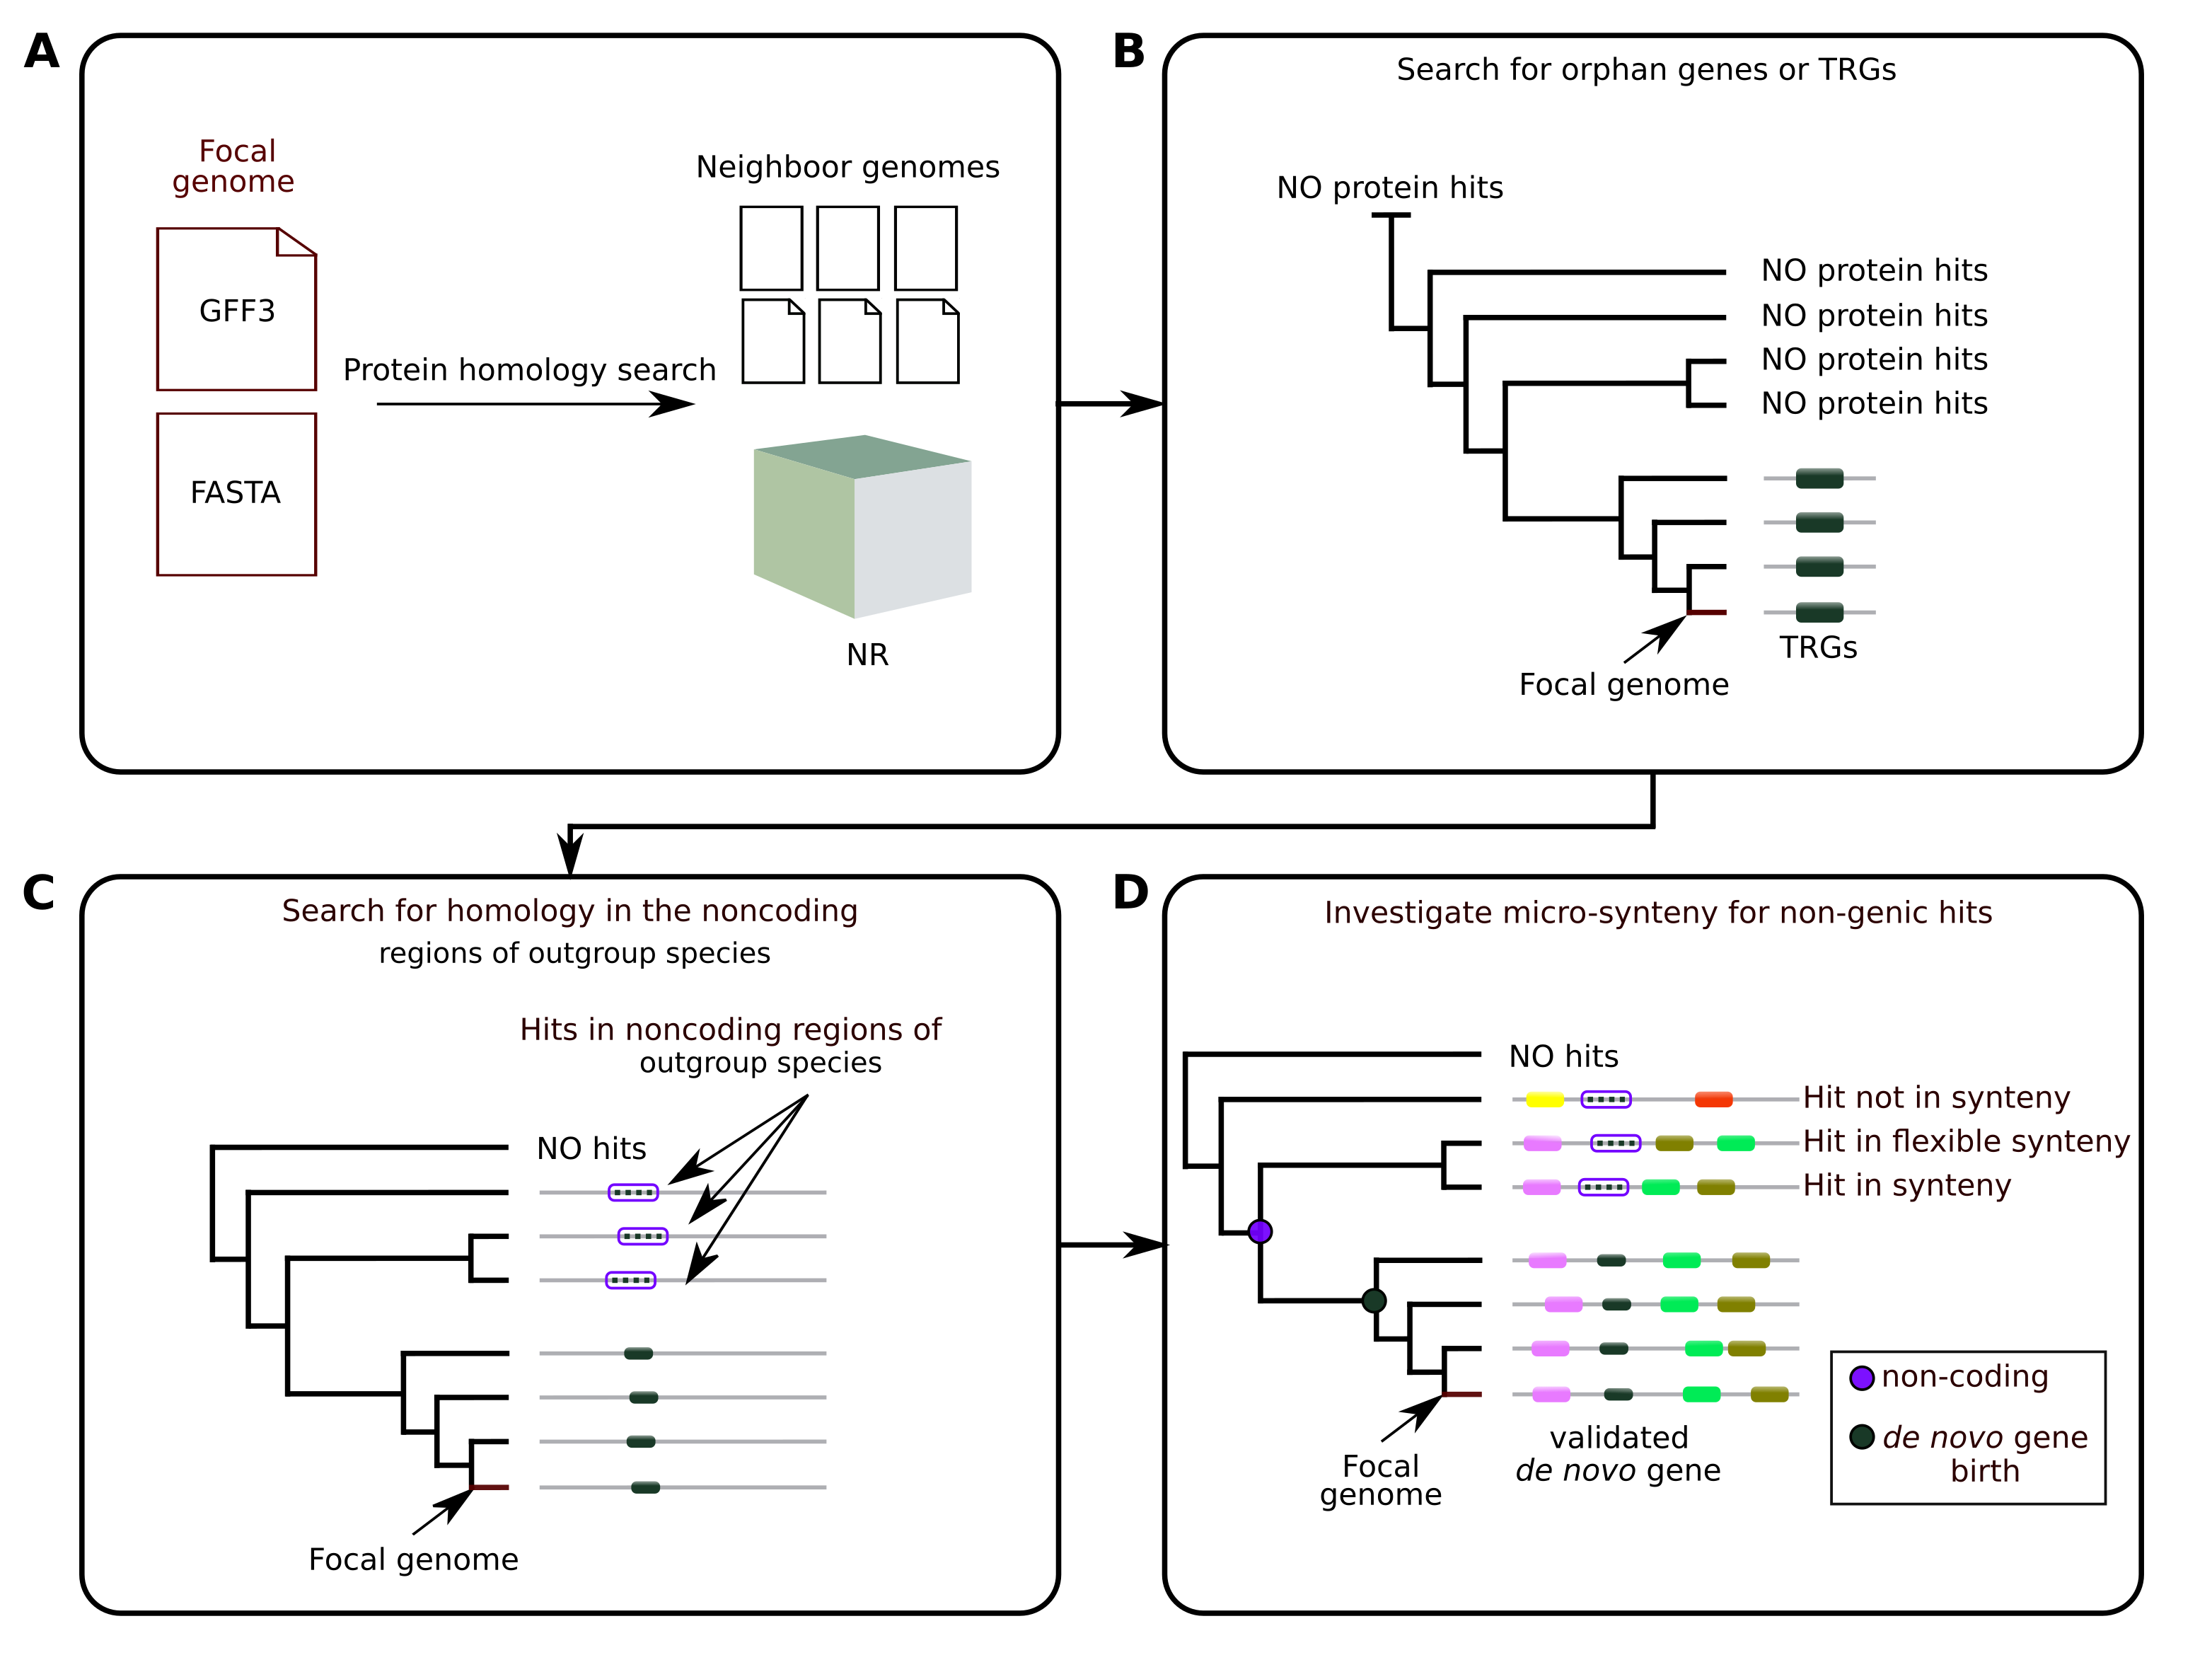 A
Focal
genome
GFF3
FASTA
Protein homology search
Neighboor genomes
NR
B
Search for orphan genes or TRGs
NO protein hits
NO protein hits
NO protein hits
NO protein hits
NO protein hits
TRGs
Focal genome
C
Search for homology in the noncoding
regions of outgroup species
Hits in noncoding regions of
outgroup species
NO hits
Focal genome
D
Investigate micro-synteny for non-genic hits
NO hits
Hit not in synteny
Hit in flexible synteny
Hit in synteny
Focal
genome
validated
de novo gene
non-coding
de novo gene
birth